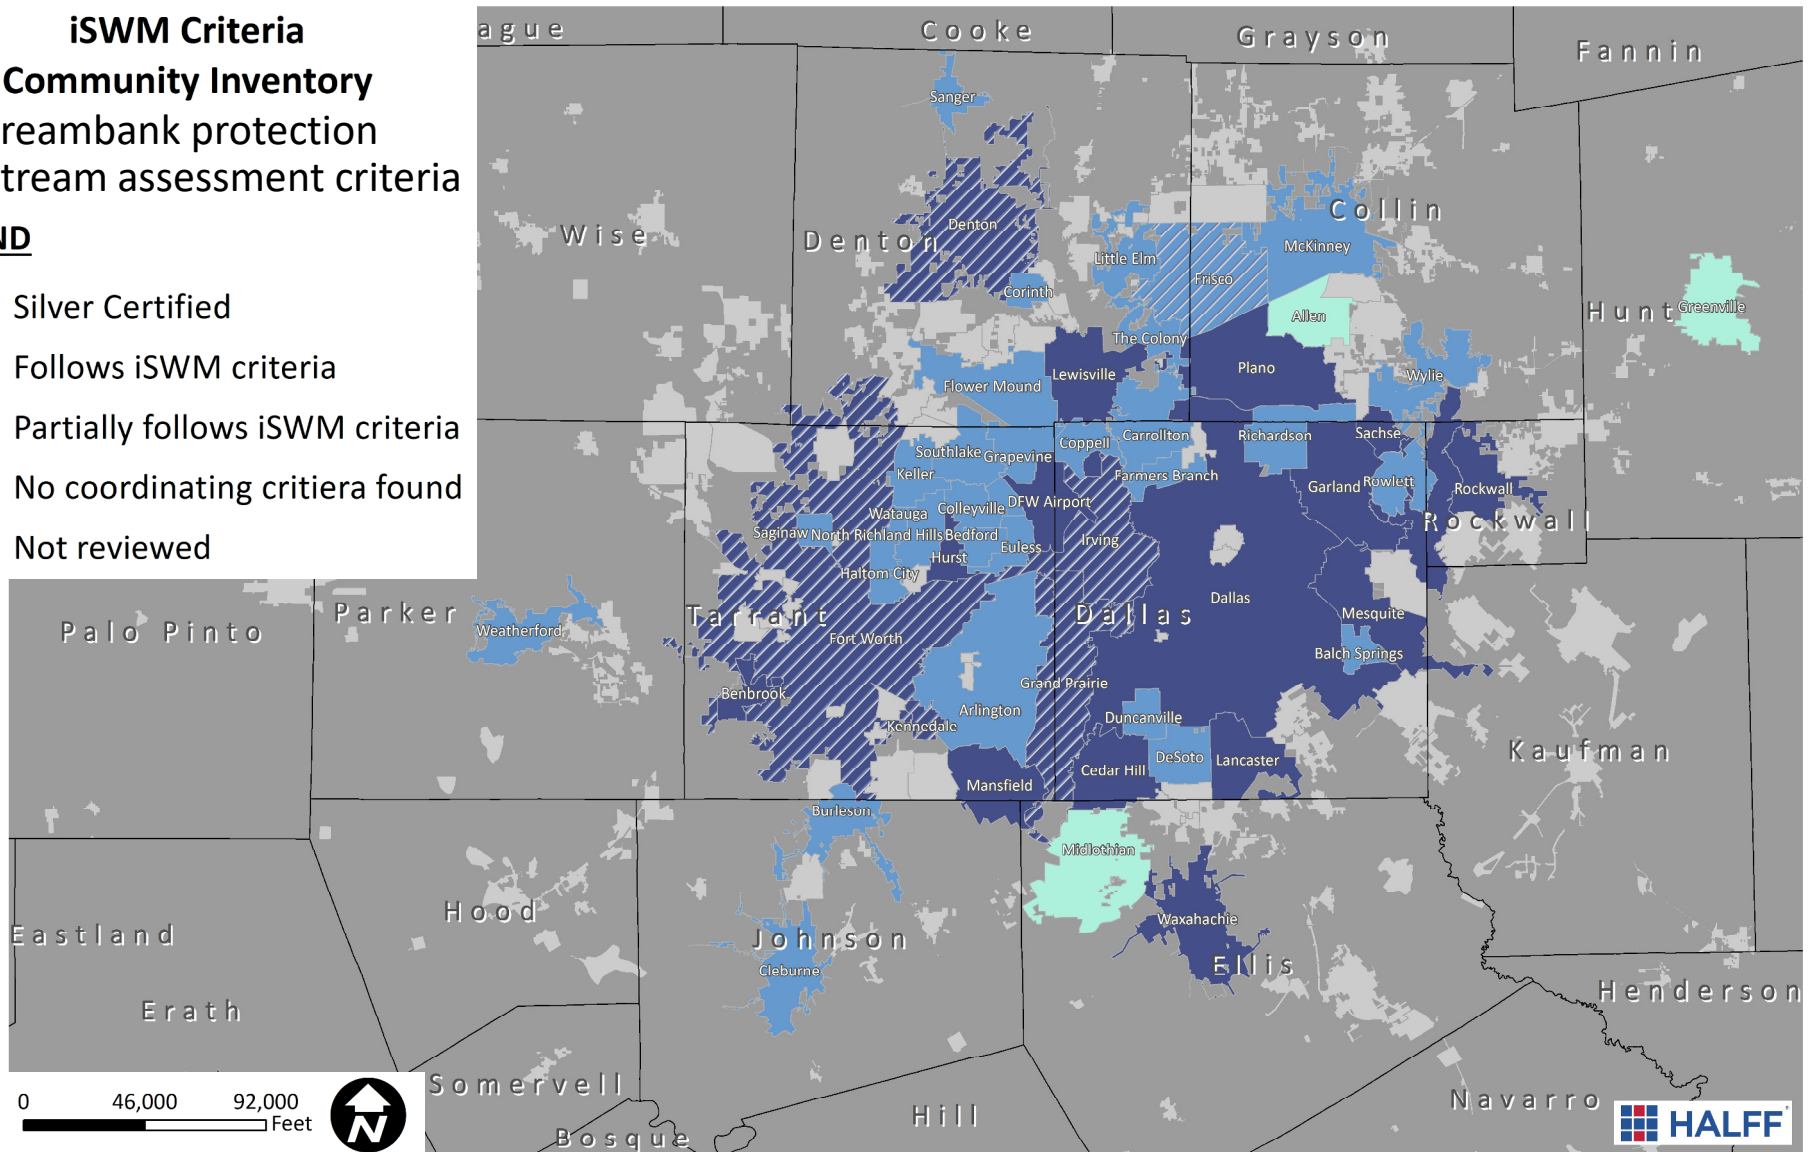 iSWM Criteria
Community Inventory
reambank protection
tream assessment criteria
ND
Silver Certified
Follows iSWM criteria
Partially follows iSWM criteria
No coordinating critiera found
Not reviewed
ague
Cooke
Grayson
Fannin
Sanger
Wise
Denton
Denton
Collin
McKinney
Little Elm
Frisco
Corinth
Allen
Hunt
Greenville
The Colony
Lewisville
Plano
Flower Mound
Wylie
Coppell
Carrollton
Richardson
Sachse
Southlake
Grapevine
Keller
Farmers Branch
Garland
Rowlett
Rockwall
DFW Airport
Colleyville
Watauga
Rockwall
Saginaw
North Richland Hills
Bedford
Euless
Irving
Hurst
Haltom City
Dallas
Parker
Palo Pinto
Weatherford
Tarrant
Dallas
Mesquite
Fort Worth
Balch Springs
Grand Prairie
Benbrook
Arlington
Kennedale
Duncanville
DeSoto
Lancaster
Cedar Hill
Kaufman
Mansfield
Burleson
Midlothian
Hood
Waxahachie
Eastland
Johnson
Cleburne
Ellis
Henderson
Erath
Somervell
Hill
Navarro
Bosque
0 46,000 92,000
Feet
N
HALFF